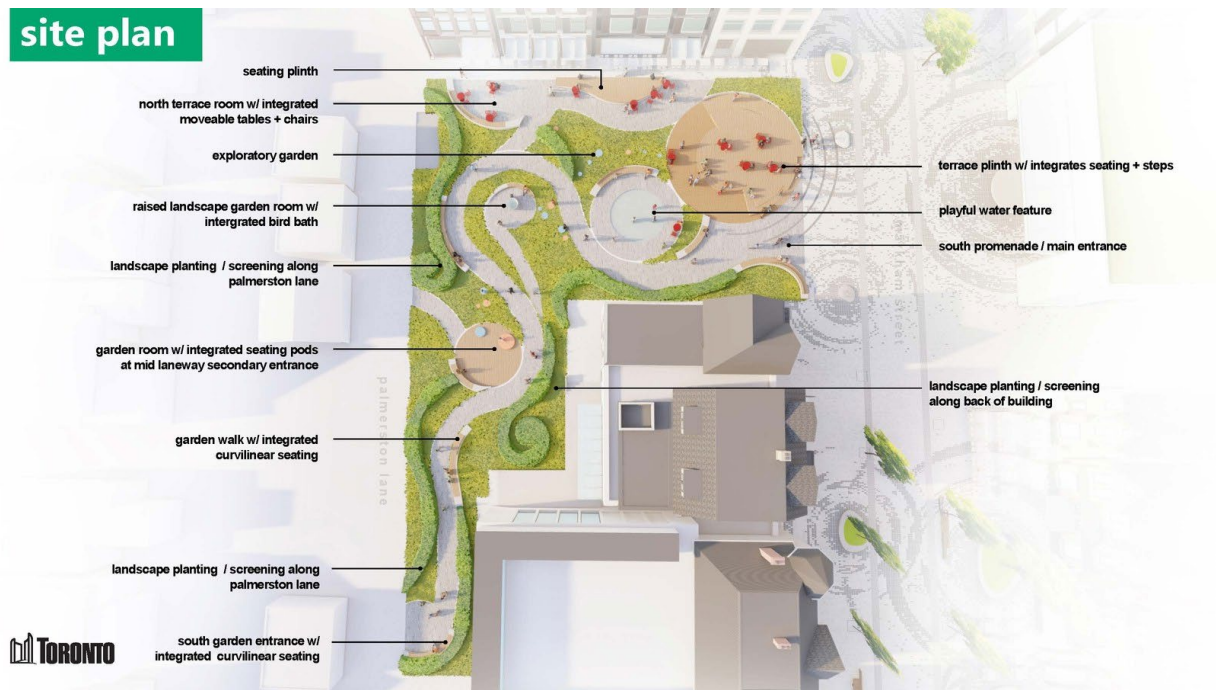 site plan
seating plinth
north terrace room w/ integrated
moveable tables + chairs
exploratory garden
raised landscape garden room w/
intergrated bird bath
landscape planting / screening along
palmerston lane
garden room w/ integrated seating pods
at mid laneway secondary entrance
garden walk w/ integrated
curvilinear seating
landscape planting / screening along
palmerston lane
south garden entrance w/
integrated curvilinear seating
terrace plinth w/ integrates seating + steps
playful water feature
south promenade / main entrance
landscape planting / screening
along back of building
palmerston lane
street
TORONTO